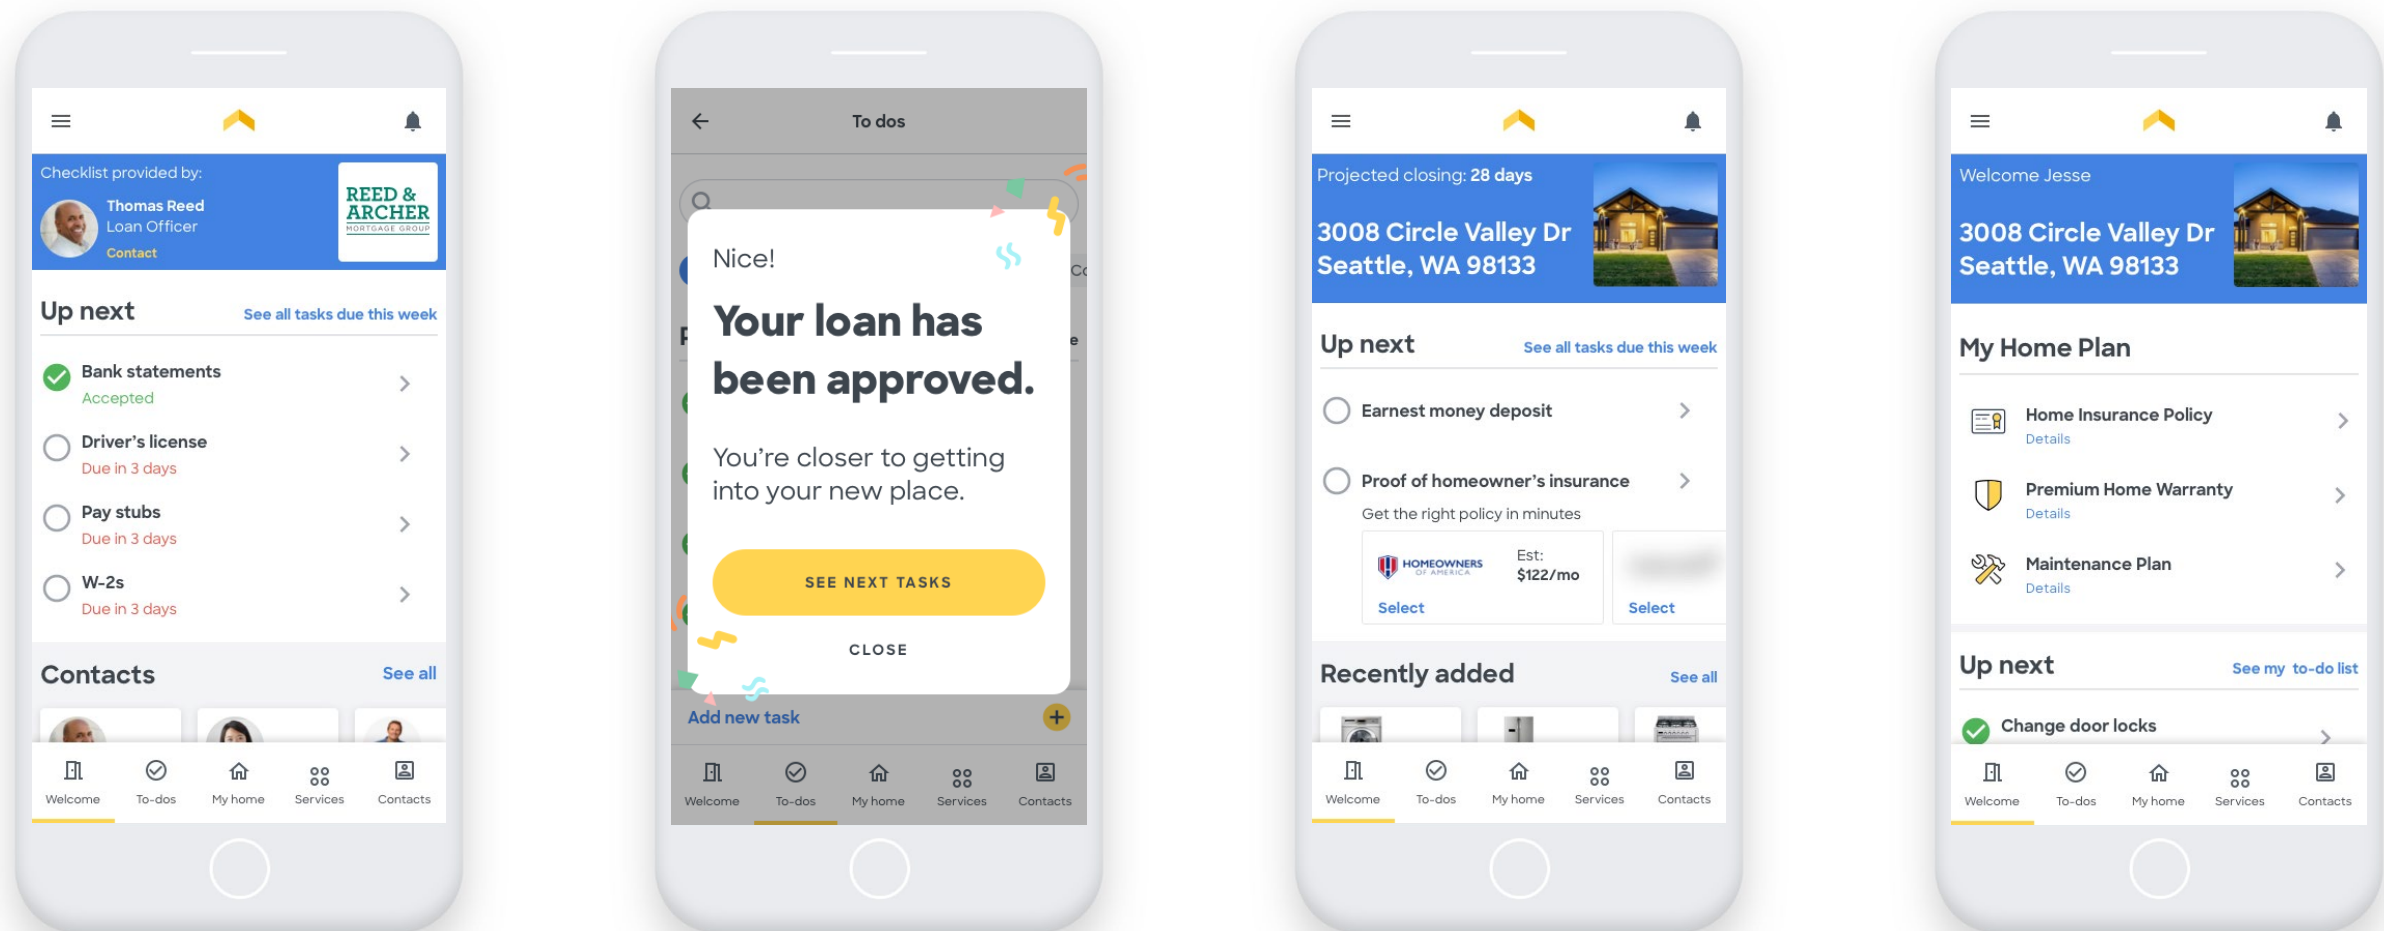 Checklist provided by:
Thomas Reed
Loan Officer
Contact
REED &
ARCHER
MORTGAGE GROUP
Up next
See all tasks due this week
Bank statements
Accepted
Driver's license
Due in 3 days
Pay stubs
Due in 3 days
W-2s
Due in 3 days
Contacts
See all
Welcome
To-dos
My home
Services
Contacts
To dos
Nice!
Your loan has
been approved.
You're closer to getting
into your new place.
SEE NEXT TASKS
CLOSE
Add new task
Welcome
To-dos
My home
Services
Contacts
Projected closing: 28 days
3008 Circle Valley Dr
Seattle, WA 98133
Up next
See all tasks due this week
Earnest money deposit
Proof of homeowner's insurance
Get the right policy in minutes
HOMEOWNERS
OF AMERICA
Est:
$122/mo
Select
Select
Recently added
See all
Welcome
To-dos
My home
Services
Contacts
Welcome Jesse
3008 Circle Valley Dr
Seattle, WA 98133
My Home Plan
Home Insurance Policy
Details
Premium Home Warranty
Details
Maintenance Plan
Details
Up next
See my to-do list
Change door locks
Welcome
To-dos
My home
Services
Contacts